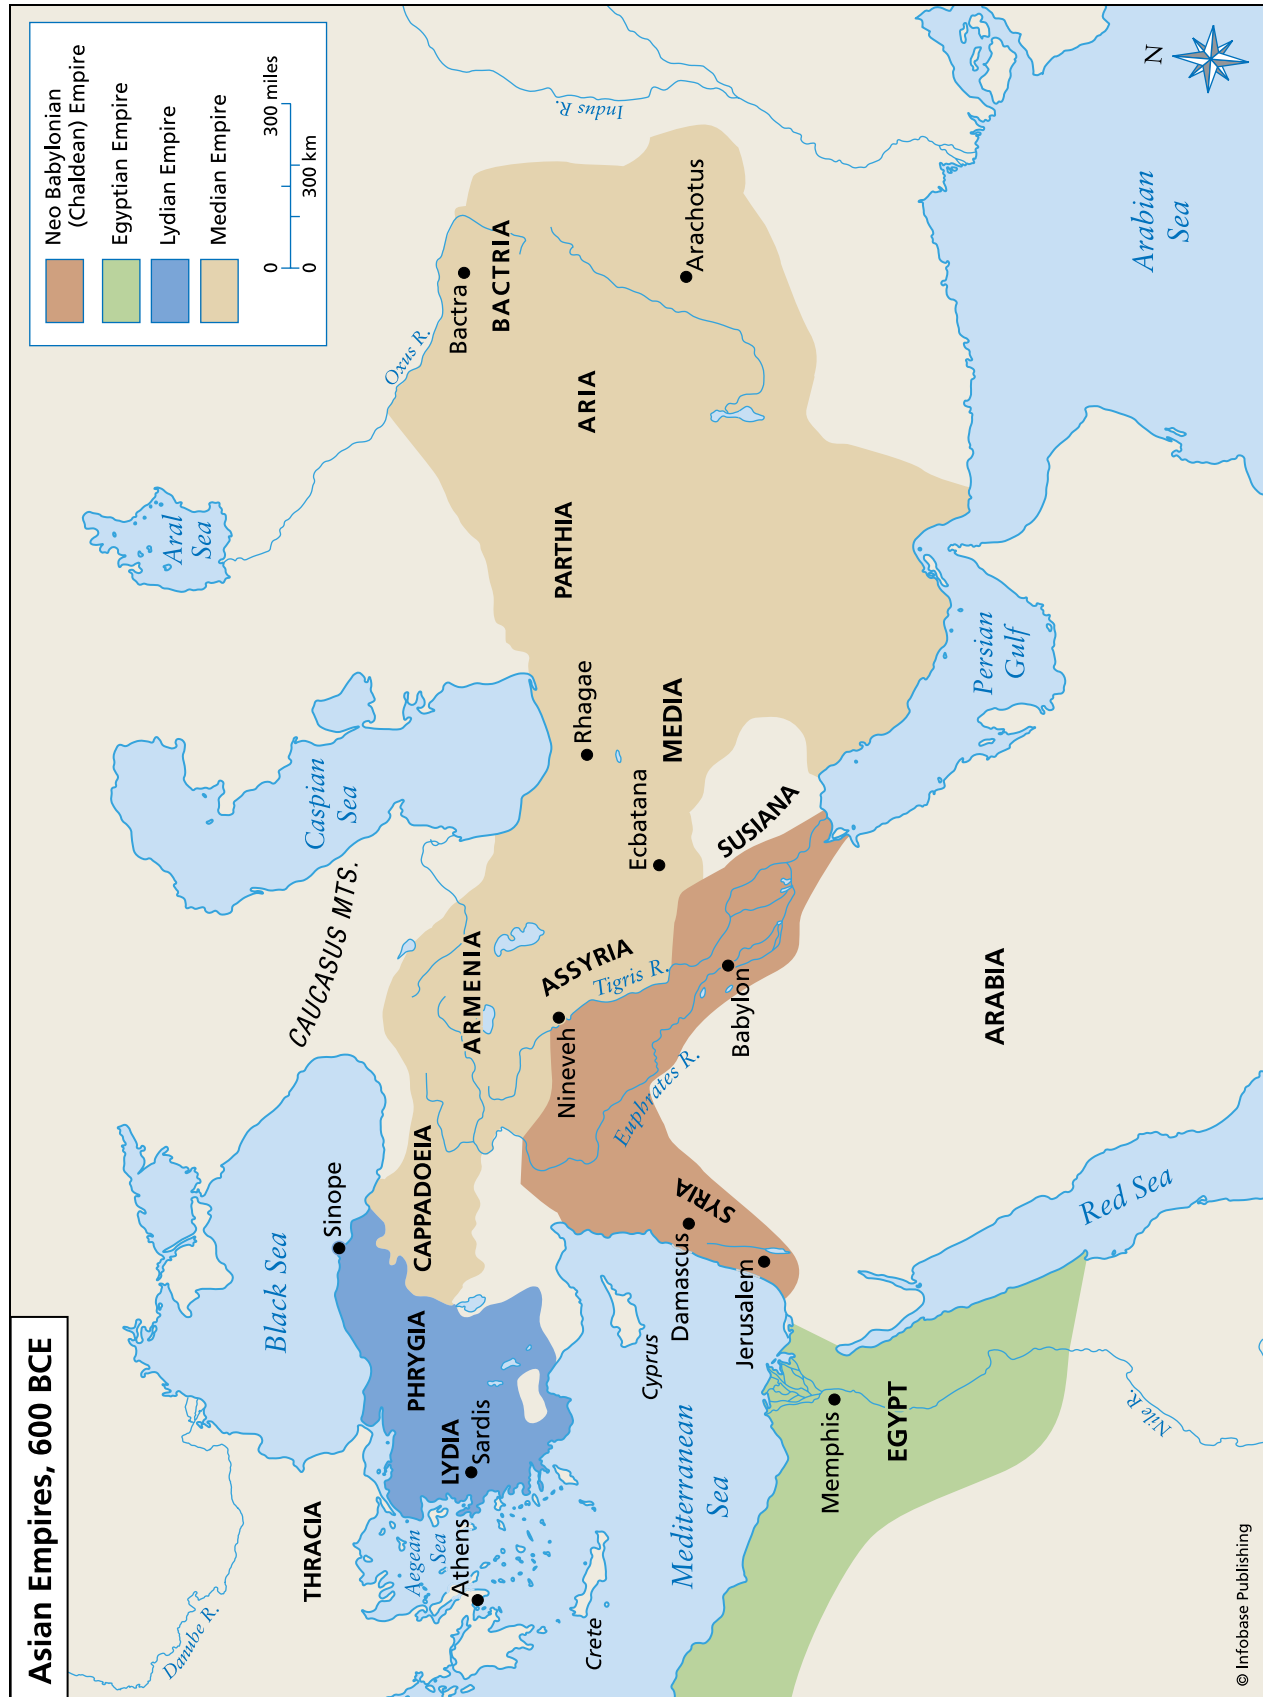 Asian Empires, 600 BCE
Neo Babylonian
(Chaldean) Empire
Egyptian Empire
Lydian Empire
Median Empire
0 300 miles
0 300 km
N
Danube R.
THRACIA
Black Sea
Sinope
CAUCASUS MTS.
Caspian
Sea
Aral
Sea
Oxus R.
Indus R.
Aegean
Sea
Athens
LYDIA
Sardis
PHRYGIA
CAPPADOEIA
ARMENIA
ASSYRIA
Tigris R.
Nineveh
Rhagae
PARTHIA
ARIA
Bactra
BACTRIA
Arachotus
Crete
Cyprus
Mediterranean
Sea
Damascus
SYRIA
Jerusalem
Euphrates R.
Babylon
Ecbatana
MEDIA
SUSIANA
Memphis
EGYPT
Nile R.
Red Sea
ARABIA
Persian
Gulf
Arabian
Sea
© Infobase Publishing